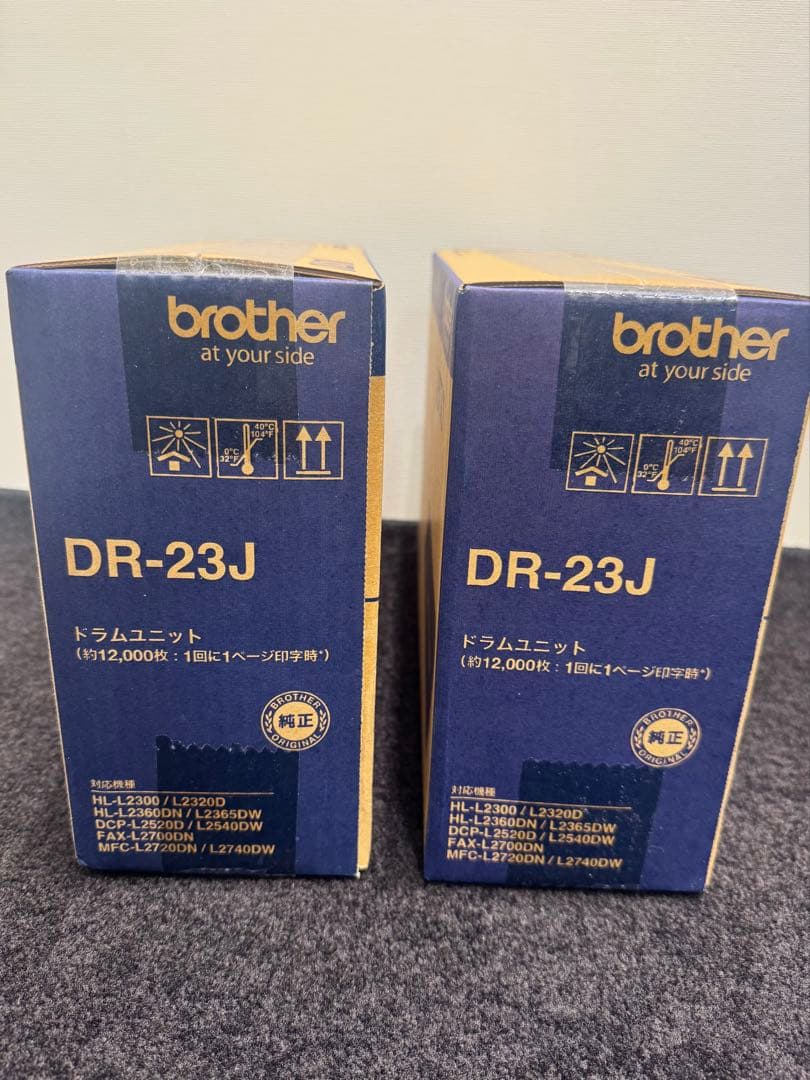 brother
at your side
40°C
104°F
0°C
32°F
DR-23J
ドラムユニット
(約12,000枚:1回に1ページ印字時*)
BROTHER
純正
ORIGINAL
対応機種
HL-L2300 / L2320D
HL-L2360DN / L2365DW
DCP-L2520D / L2540DW
FAX-L2700DN
MFC-L2720DN / L2740DW
brother
at your side
40°C
104°F
0°C
32°F
DR-23J
ドラムユニット
(約12,000枚:1回に1ページ印字時*)
BROTHER
純正
ORIGINAL
対応機種
HL-L2300 / L2320D
HL-L2360DN / L2365DW
DCP-L2520D / L2540DW
FAX-L2700DN
MFC-L2720DN / L2740DW